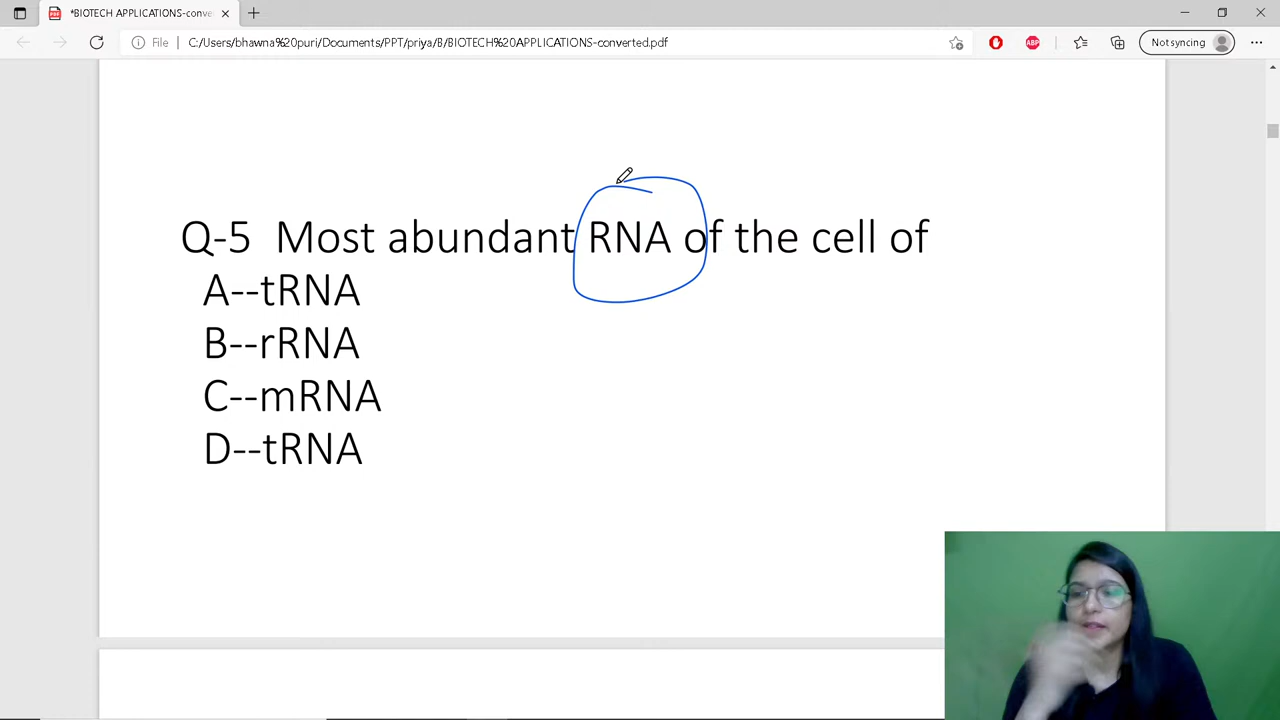 *BIOTECH APPLICATIONS-conve
File C:/Users/bhawna%20puri/Documents/PPT/priya/B/BIOTECH%20APPLICATIONS-converted.pdf
ABP
Not syncing
Q-5 Most abundant RNA of the cell of
A--tRNA
B--rRNA
C--mRNA
D--tRNA